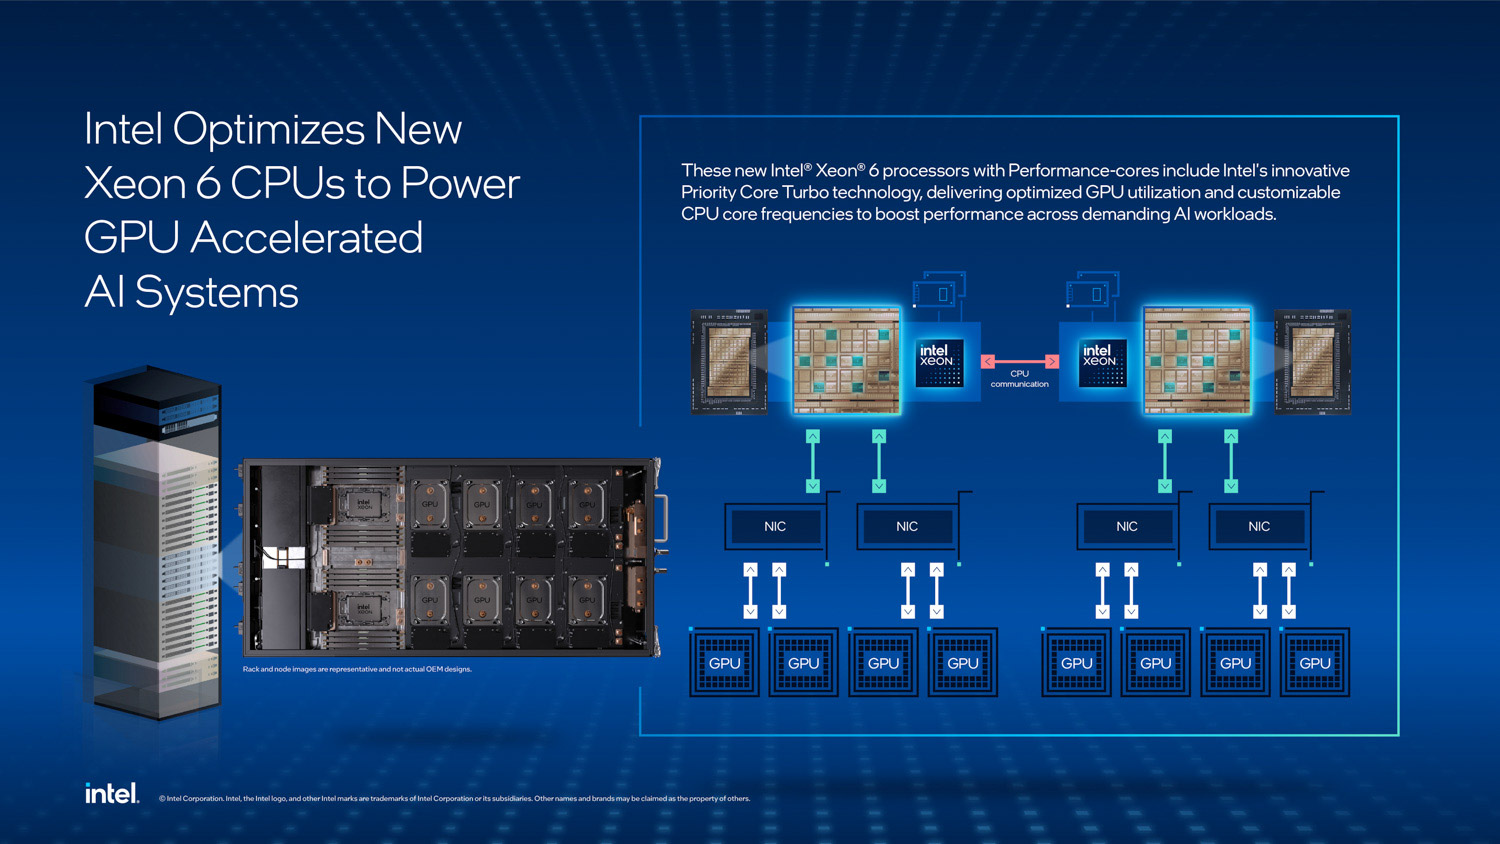 Intel Optimizes New
Xeon 6 CPUs to Power
GPU Accelerated
AI Systems
These new Intel® Xeon® 6 processors with Performance-cores include Intel's innovative
Priority Core Turbo technology, delivering optimized GPU utilization and customizable
CPU core frequencies to boost performance across demanding AI workloads.
intel
XEON
CPU
communication
intel
XEON
NIC
NIC
NIC
NIC
GPU
GPU
GPU
GPU
GPU
GPU
GPU
GPU
intel
XEON
GPU
GPU
GPU
GPU
intel
XEON
GPU
GPU
GPU
GPU
Rack and node images are representative and not actual OEM designs.
intel.
© Intel Corporation. Intel, the Intel logo, and other Intel marks are trademarks of Intel Corporation or its subsidiaries. Other names and brands may be claimed as the property of others.